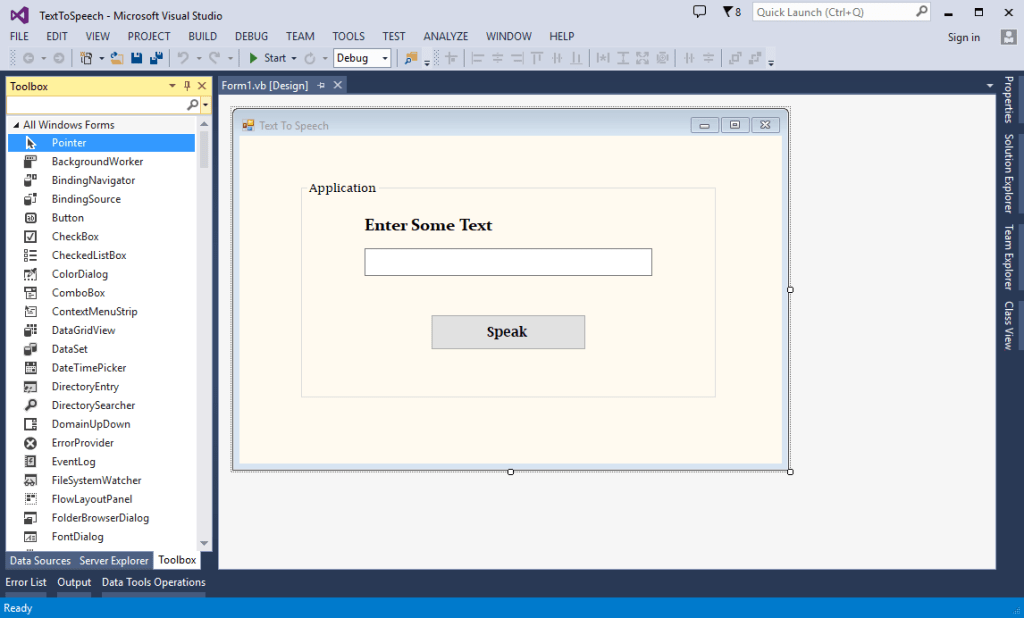 TextToSpeech - Microsoft Visual Studio
8
Quick Launch (Ctrl+Q)
FILE EDIT VIEW PROJECT BUILD DEBUG TEAM TOOLS TEST ANALYZE WINDOW HELP
Sign in
Start Debug
Toolbox
All Windows Forms
Pointer
BackgroundWorker
BindingNavigator
BindingSource
Button
CheckBox
CheckedListBox
ColorDialog
ComboBox
ContextMenuStrip
DataGridView
DataSet
DateTimePicker
DirectoryEntry
DirectorySearcher
DomainUpDown
ErrorProvider
EventLog
FileSystemWatcher
FlowLayoutPanel
FolderBrowserDialog
FontDialog
Data Sources Server Explorer Toolbox
Form1.vb [Design]
Text To Speech
Application
Enter Some Text
Speak
Properties
Solution Explorer
Team Explorer
Class View
Error List Output Data Tools Operations
Ready